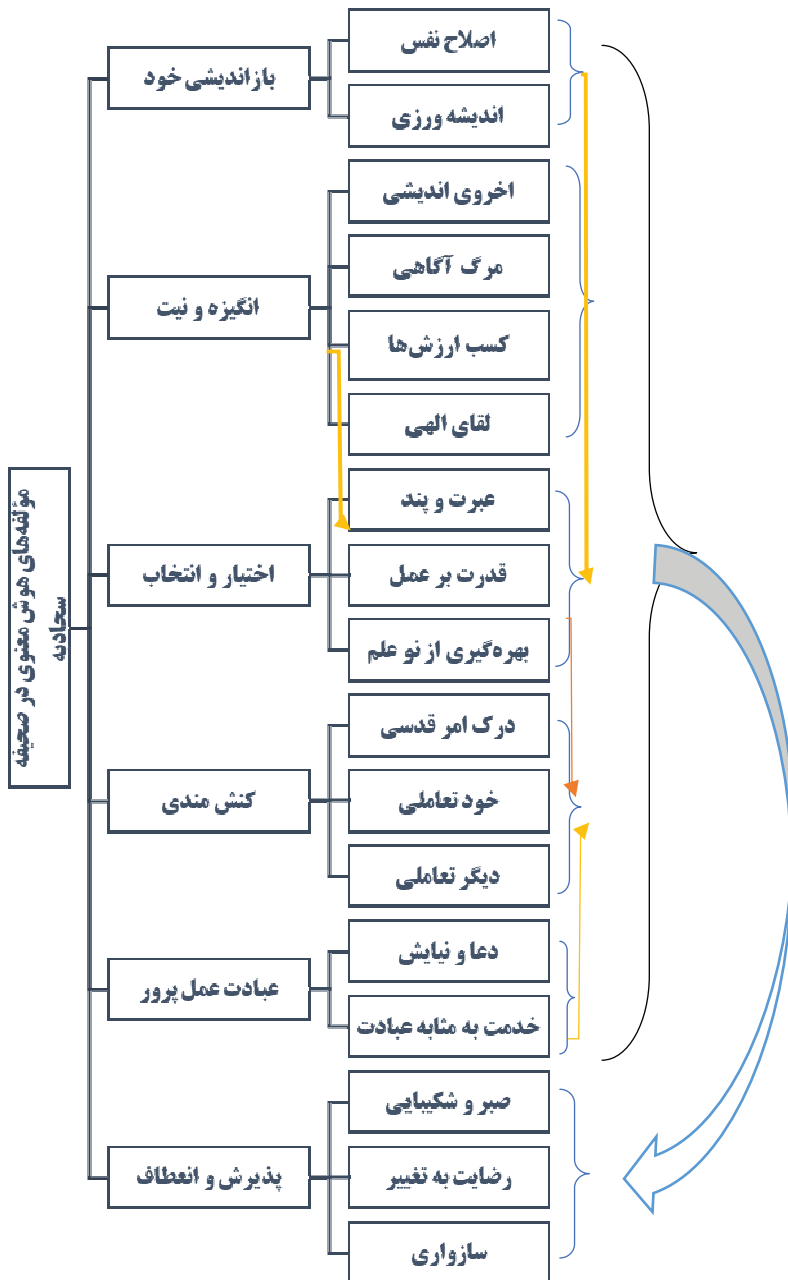 مؤلفه‌های هوش معنوی در صحیفه
سجادیه
بازاندیشی خود
اصلاح نفس
اندیشه ورزی
انگیزه و نیت
اخروی اندیشی
مرگ آگاهی
کسب ارزش‌ها
لقای الهی
اختیار و انتخاب
عبرت و پند
قدرت بر عمل
بهره‌گیری از نو علم
کنش مندی
درک امر قدسی
خود تعاملی
دیگر تعاملی
عبادت عمل پرور
دعا و نیایش
خدمت به مثابه عبادت
پذیرش و انعطاف
صبر و شکیبایی
رضایت به تغییر
سازواری